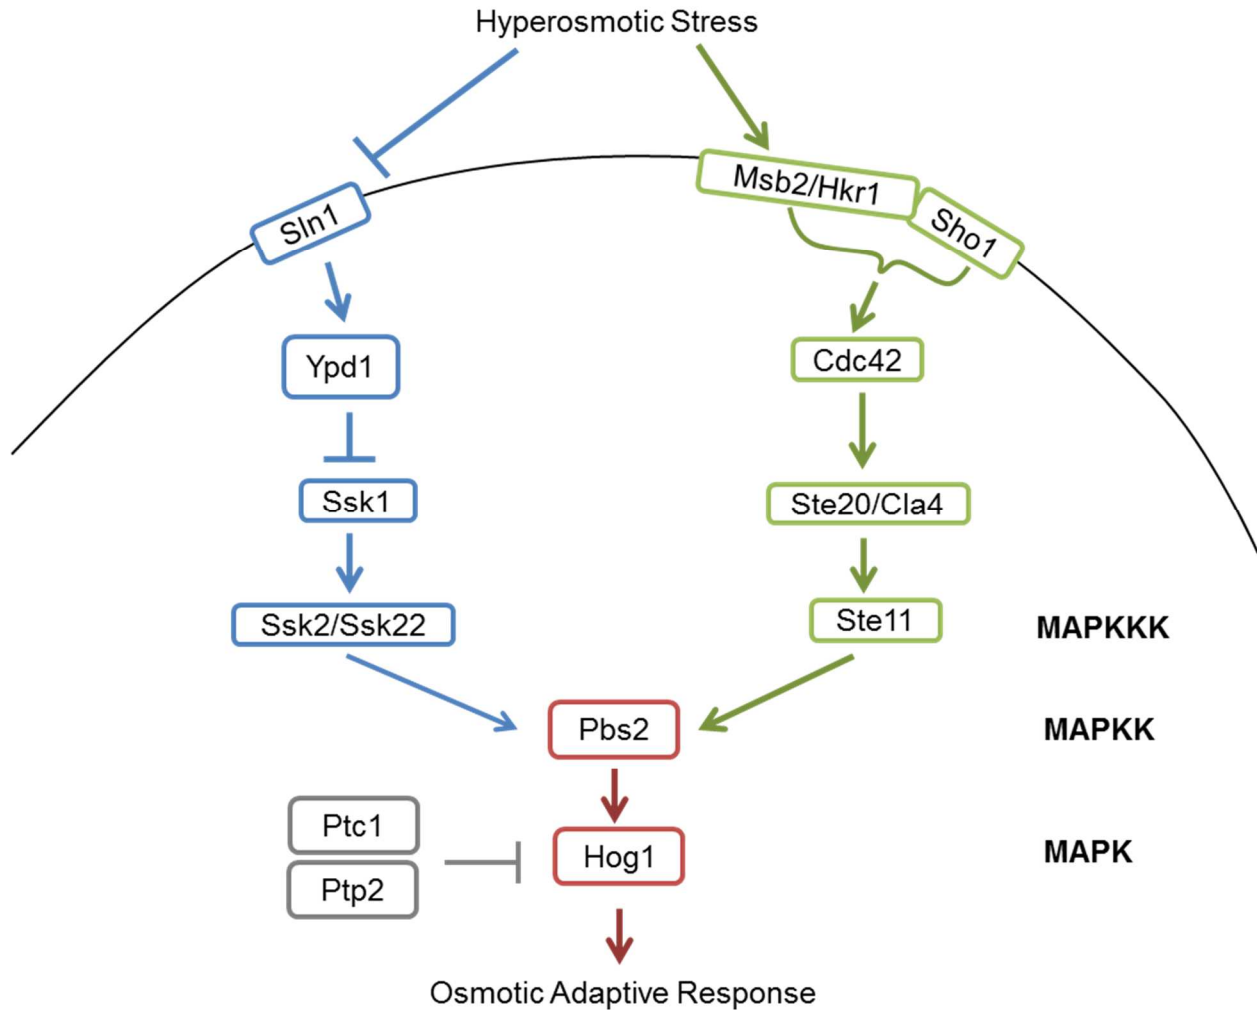 Hyperosmotic Stress
Msb2/Hkr1
Sln1
Sho1
Ypd1
Cdc42
Ssk1
Ste20/Cla4
Ssk2/Ssk22
Ste11
MAPKKK
Pbs2
MAPKK
Ptc1
Hog1
MAPK
Ptp2
Osmotic Adaptive Response